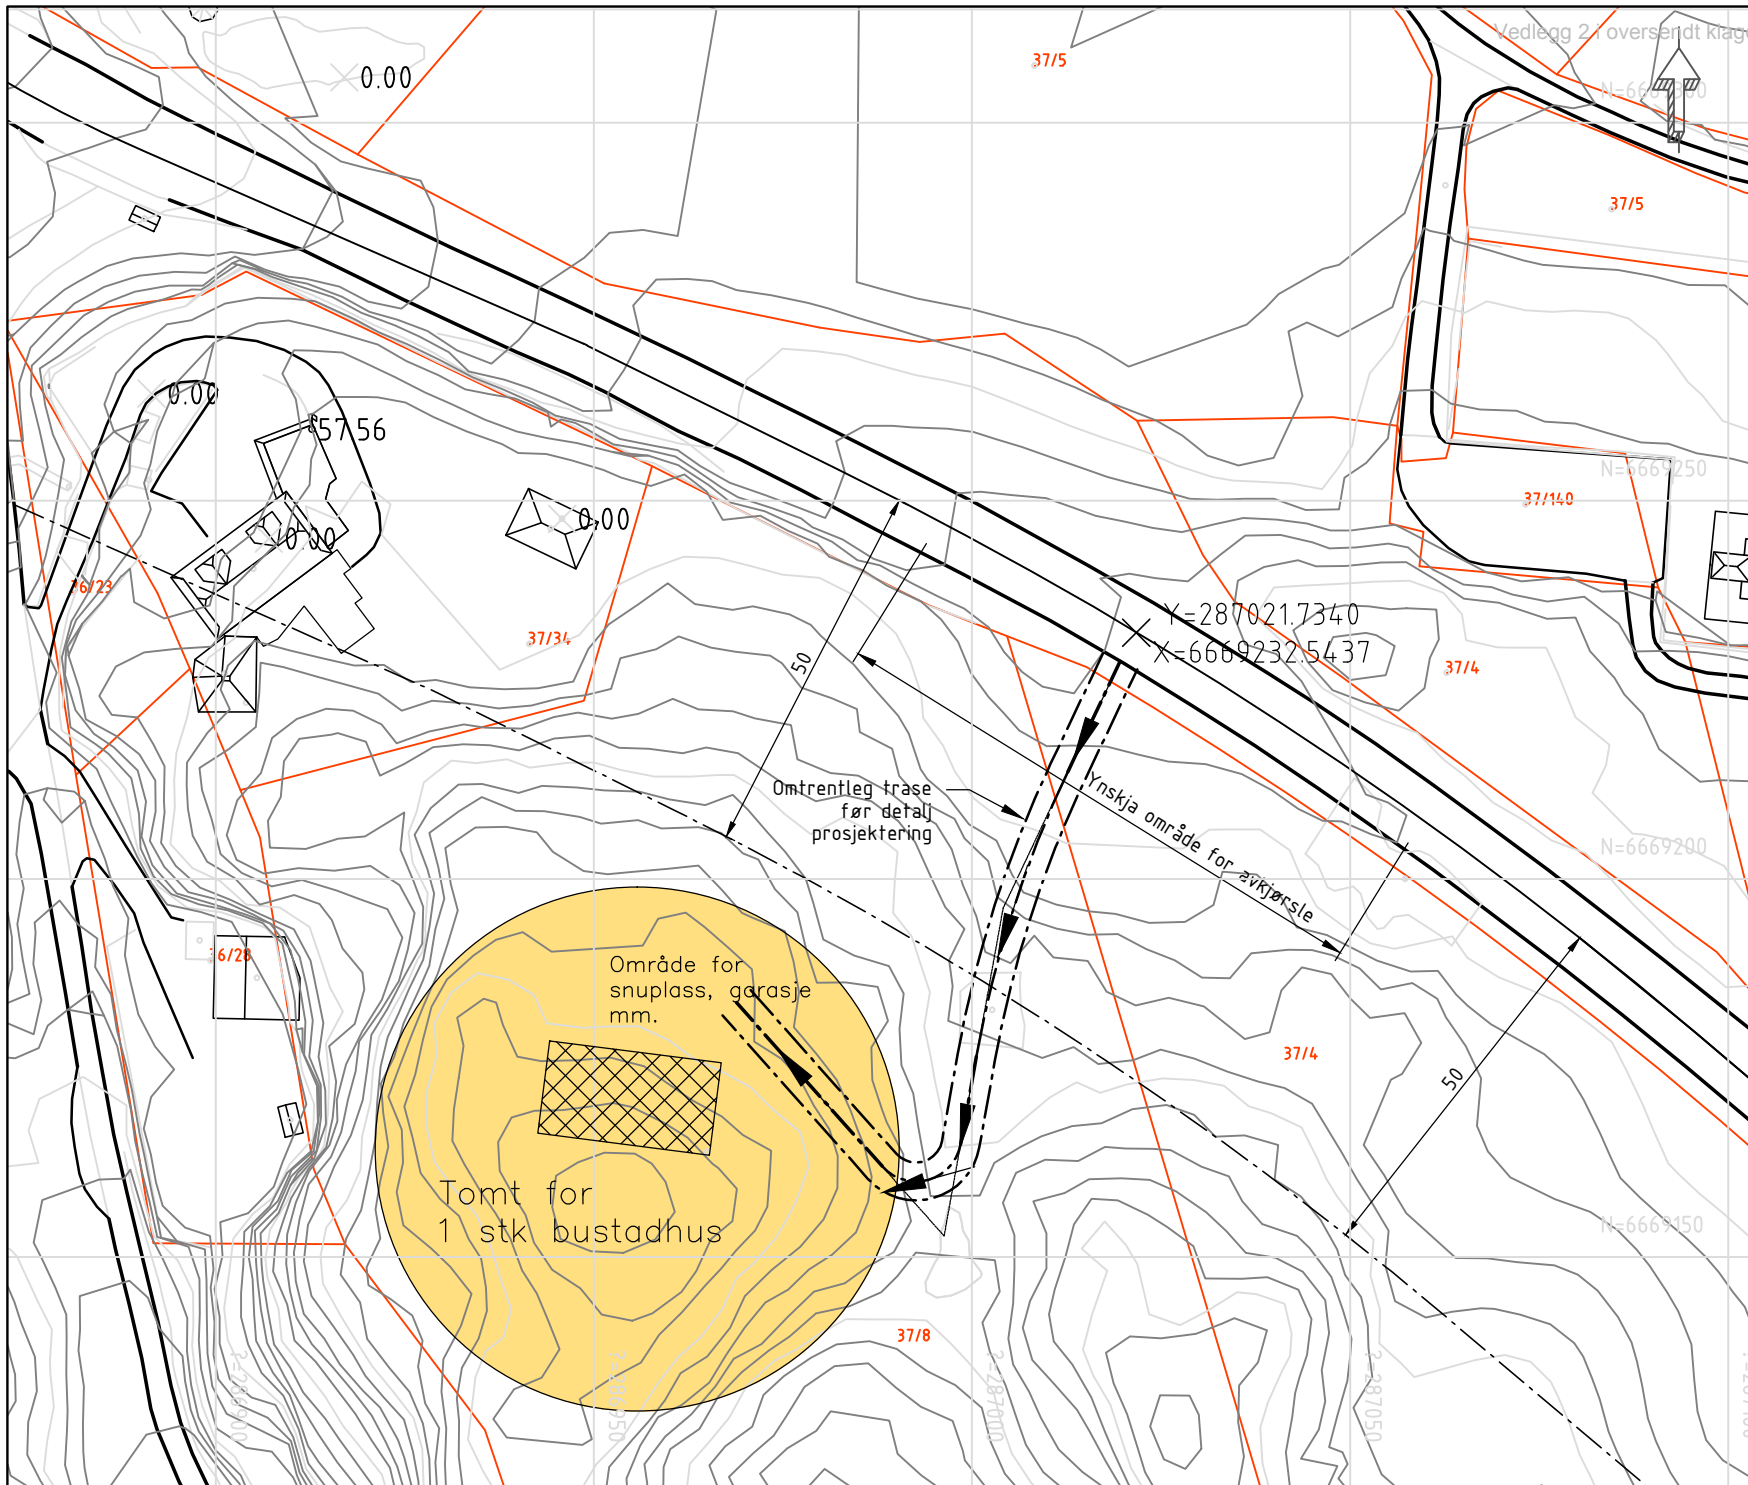 Vedlegg 2 i oversendt klage
37/5
0.00
37/5
0.00
57.56
N=6669250
37/140
0.00
0.00
36/23
Y=287021.7340
37/34
X=6669232.5437
50
37/4
Omtrentleg trase
før detalj
prosjektering
Ynskja område for avkjørsle
N=6669200
Område for
snuplass, garasje
mm.
37/4
50
Tomt for
1 stk bustadhus
N=6669150
37/8